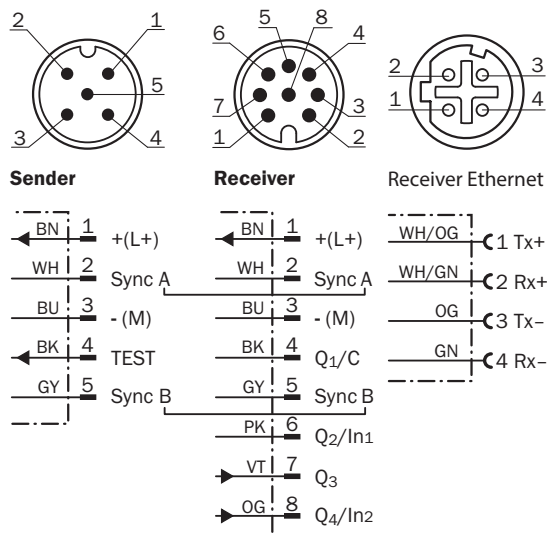 2 1
5
3 4
5 8
6 4
7 3
1 2
2 3
1 4
Sender
BN 1 +(L+)
WH 2 Sync A
BU 3 - (M)
BK 4 TEST
GY 5 Sync B
Receiver
BN 1 +(L+)
WH 2 Sync A
BU 3 - (M)
BK 4 Q1/C
GY 5 Sync B
PK 6 Q2/In1
VT 7 Q3
OG 8 Q4/In2
Receiver Ethernet
WH/OG 1 Tx+
WH/GN 2 Rx+
OG 3 Tx–
GN 4 Rx–